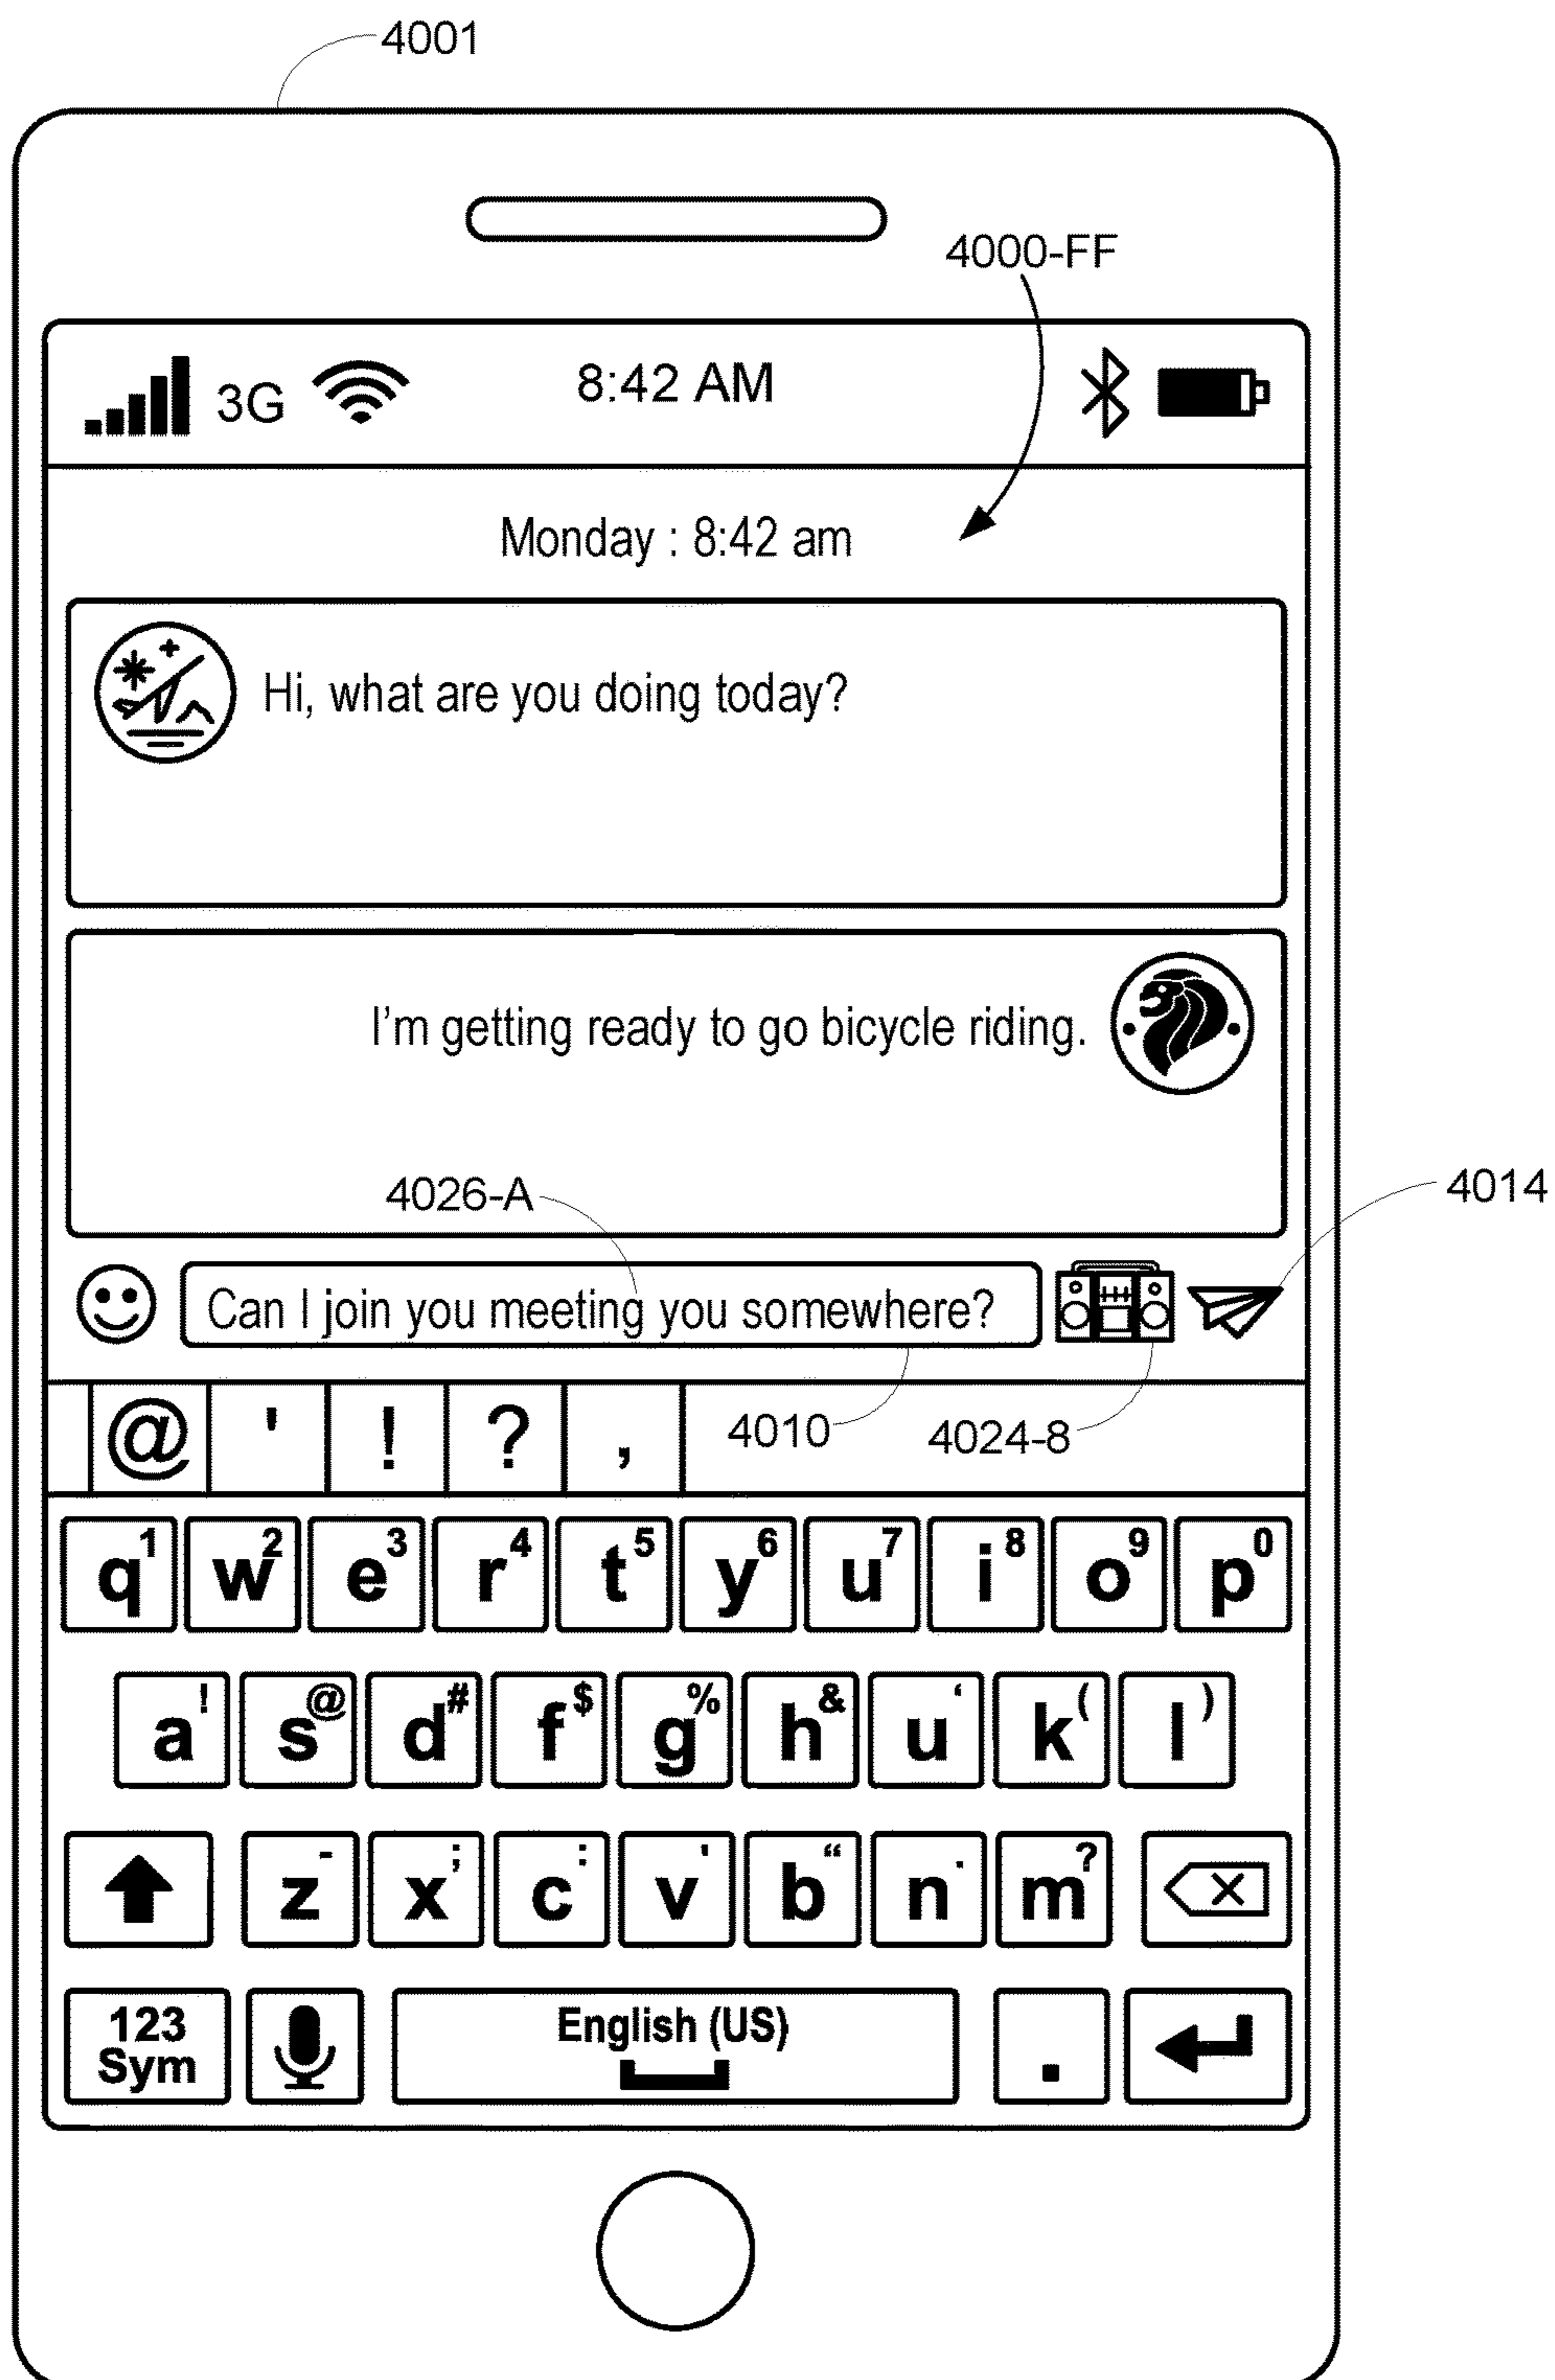 4001
4000-FF
3G 8:42 AM
Monday : 8:42 am
Hi, what are you doing today?
I'm getting ready to go bicycle riding.
4026-A
4014
Can I join you meeting you somewhere?
@ ' ! ? ,
4010 4024-8
q1 w2 e3 r4 t5 y6 u7 i8 o9 p0
a! s@ d# f$ g% h& u‘ k( l)
z- x; c: v' b“ n. m?
123
Sym
English (US)
.